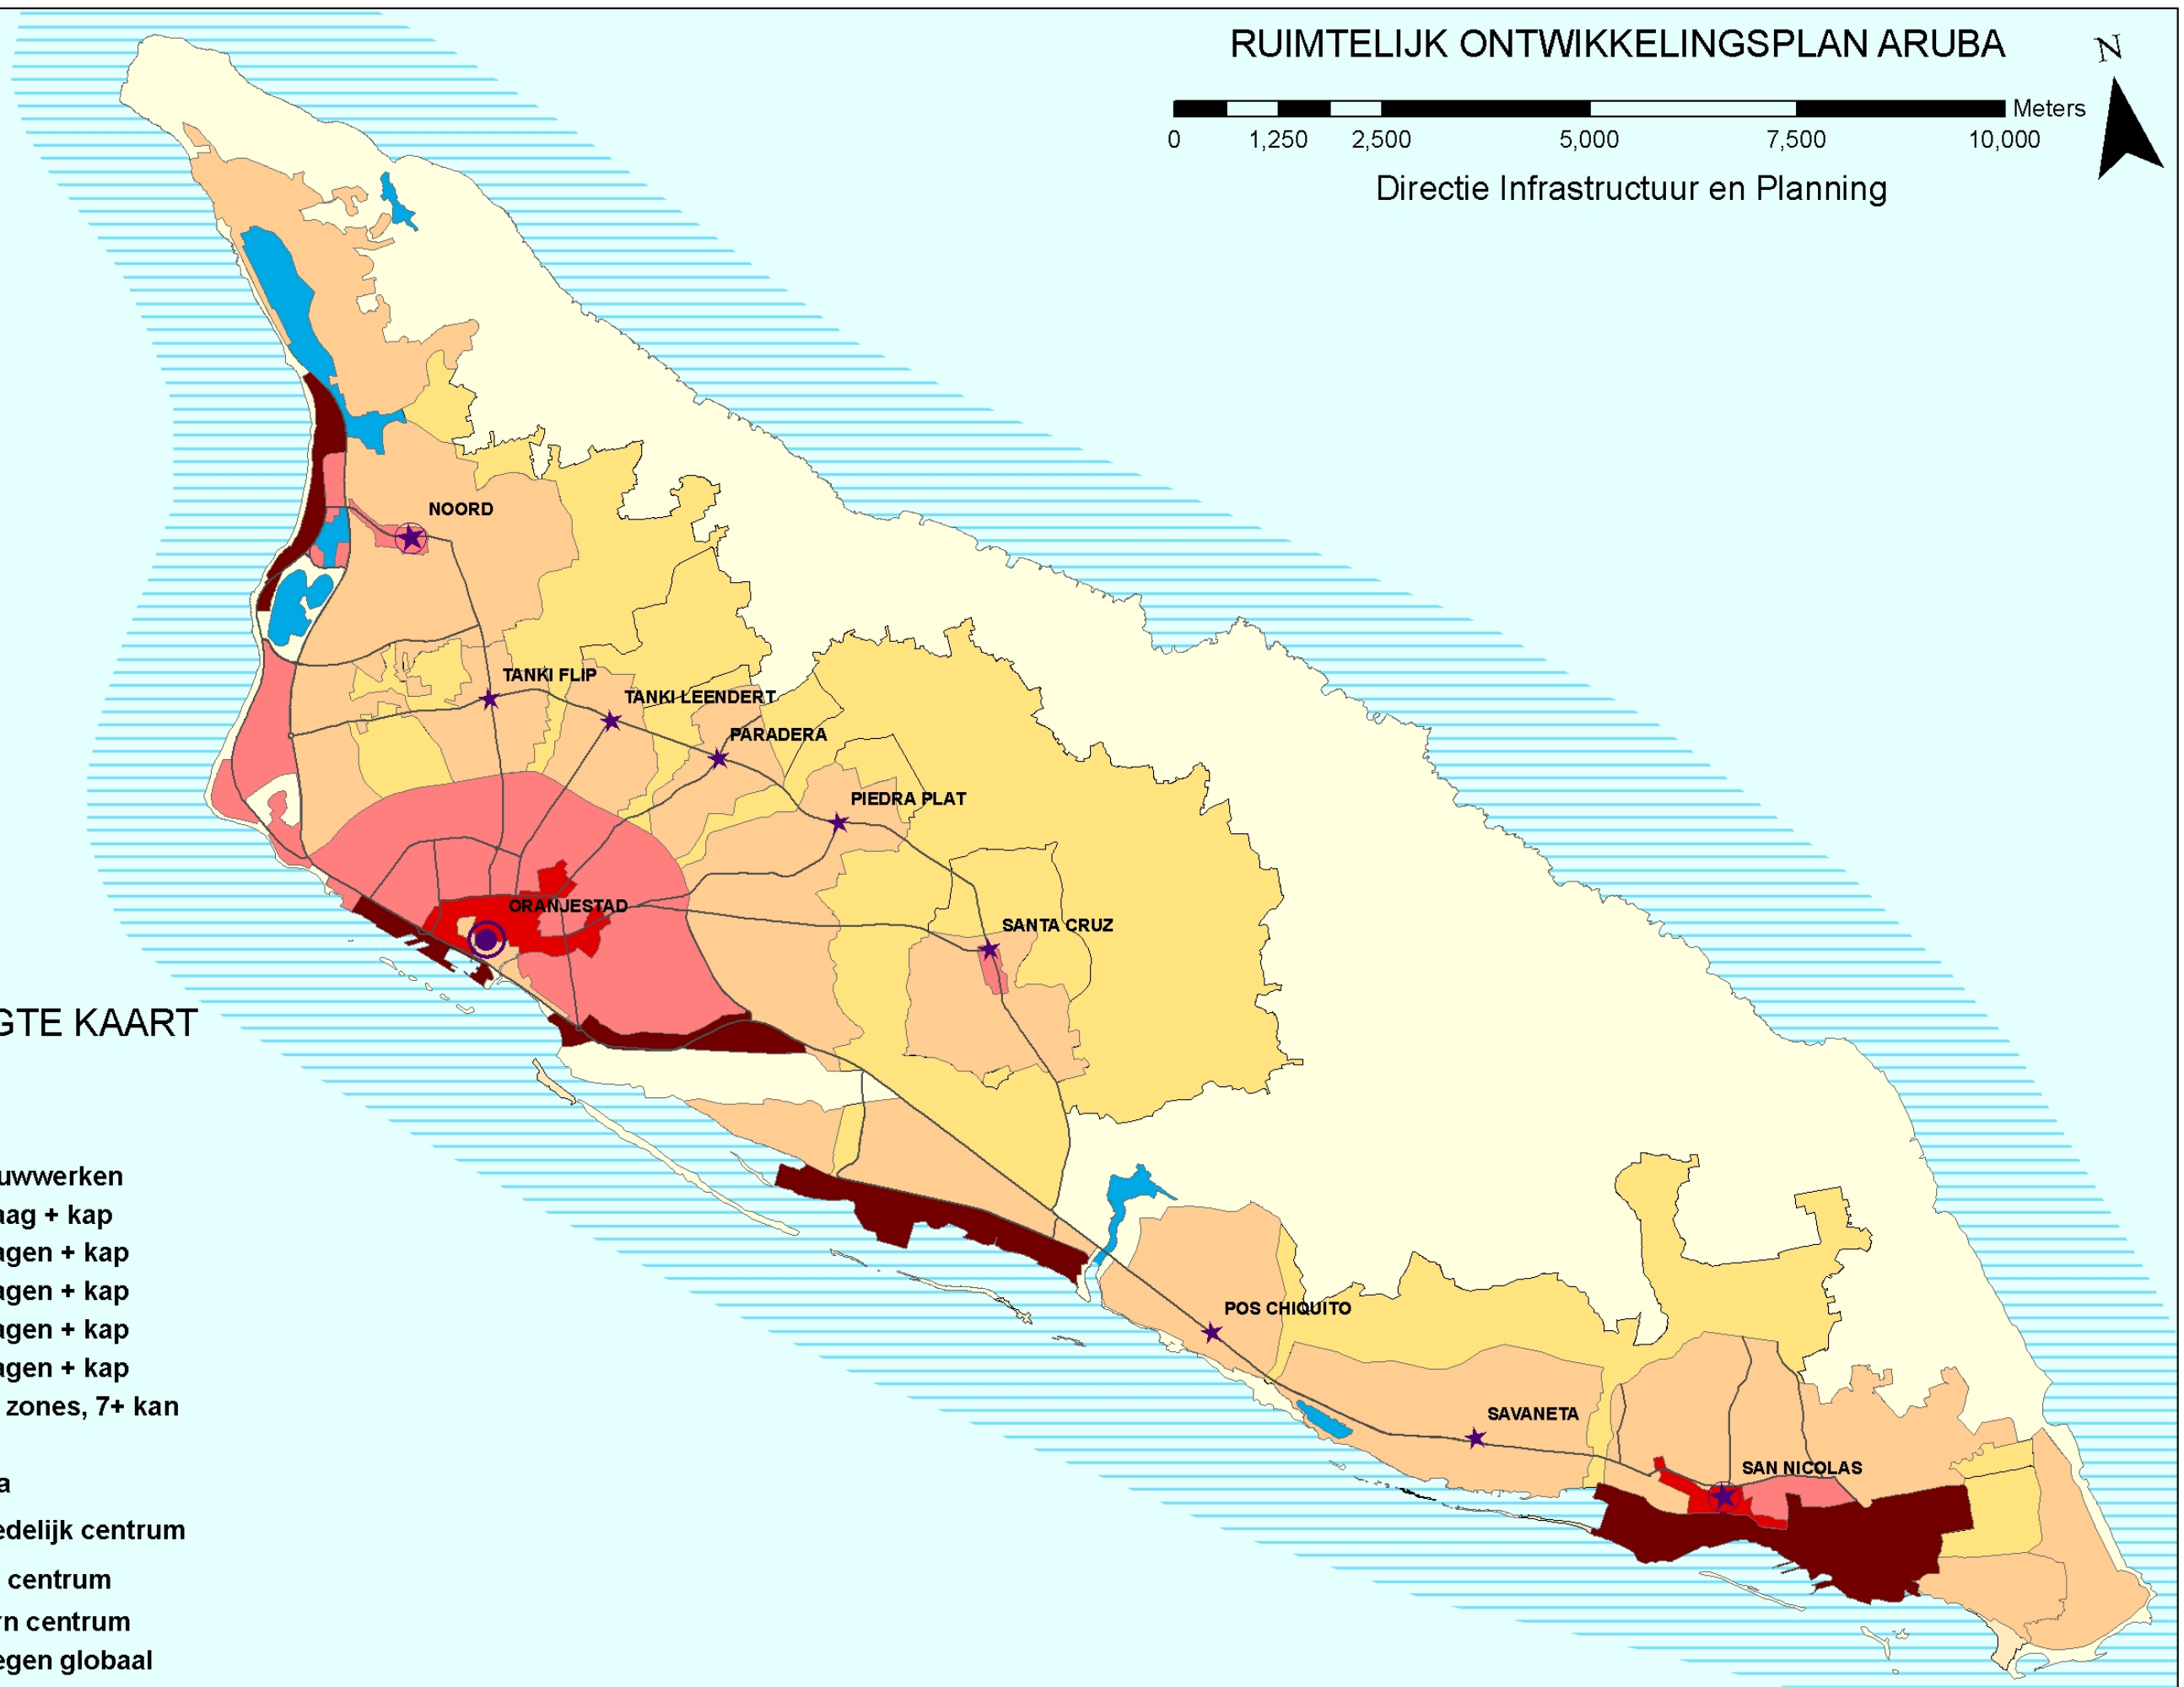 RUIMTELIJK ONTWIKKELINGSPLAN ARUBA
N
Meters
0 1,250 2,500 5,000 7,500 10,000
Directie Infrastructuur en Planning
NOORD
TANKI FLIP
TANKI LEENDERT
PARADERA
PIEDRA PLAT
ORANJESTAD
SANTA CRUZ
GTE KAART
uwwerken
aag + kap
agen + kap
agen + kap
agen + kap
agen + kap
zones, 7+ kan
a
edelijk centrum
centrum
rn centrum
egen globaal
POS CHIQUITO
SAVANETA
SAN NICOLAS